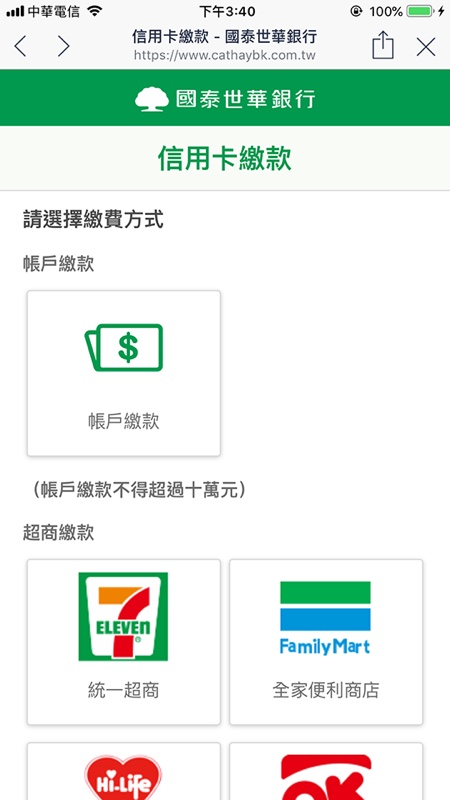 中華電信 下午3:40 100%
信用卡繳款 - 國泰世華銀行
https://www.cathaybk.com.tw
國泰世華銀行
信用卡繳款
請選擇繳費方式
帳戶繳款
$
帳戶繳款
（帳戶繳款不得超過十萬元）
超商繳款
7 ELEVEn FamilyMart
統一超商 全家便利商店
Hi-Life OK